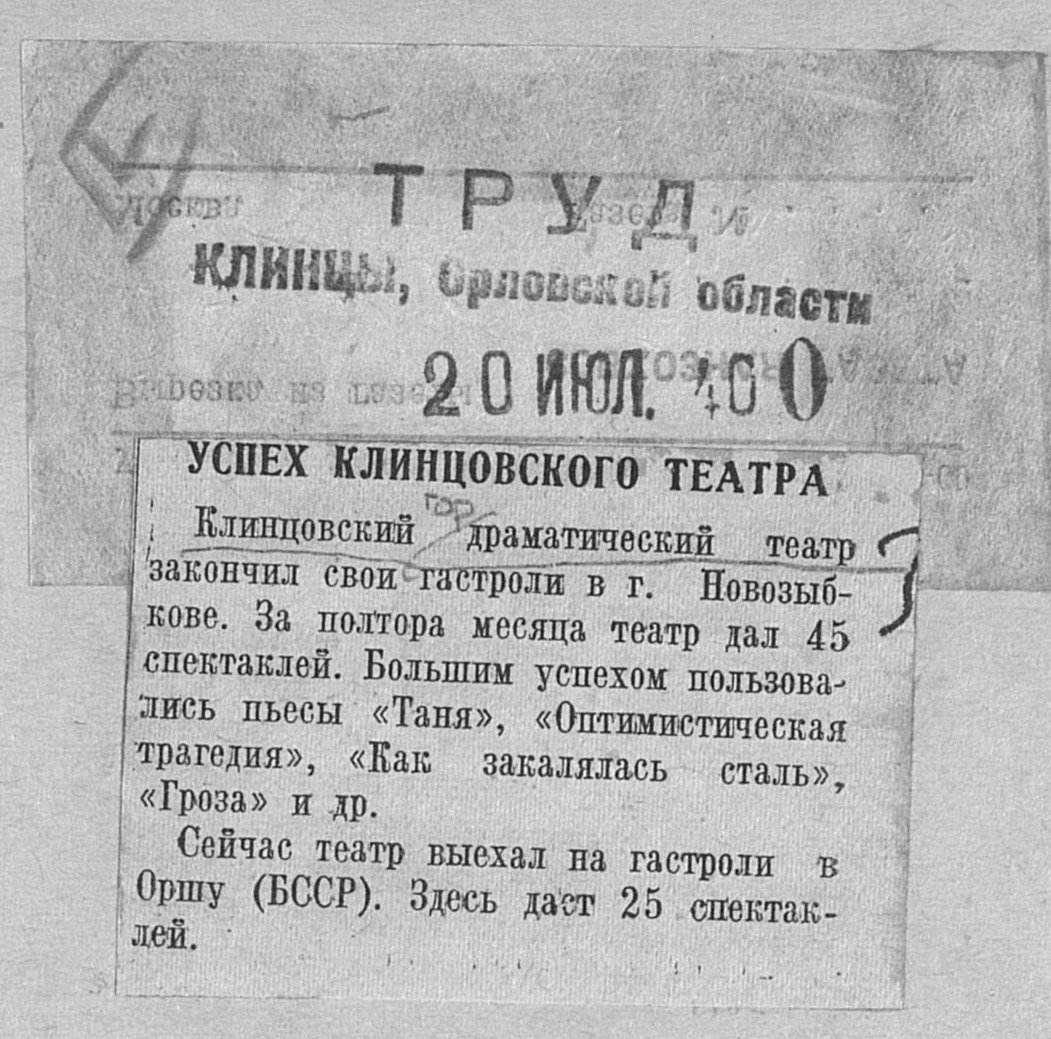 ТРУД
КЛИНЦЫ, Орловской области
20 ИЮЛ. 40 0
УСПЕХ КЛИНЦОВСКОГО ТЕАТРА
гор
Клинцовский драматический театр
закончил свои гастроли в г. Новозыб-
кове. За полтора месяца театр дал 45
спектаклей. Большим успехом пользова-
лись пьесы «Таня», «Оптимистическая
трагедия», «Как закалялась сталь»,
«Гроза» и др.
Сейчас театр выехал на гастроли в
Оршу (БССР). Здесь даст 25 спектак-
лей.